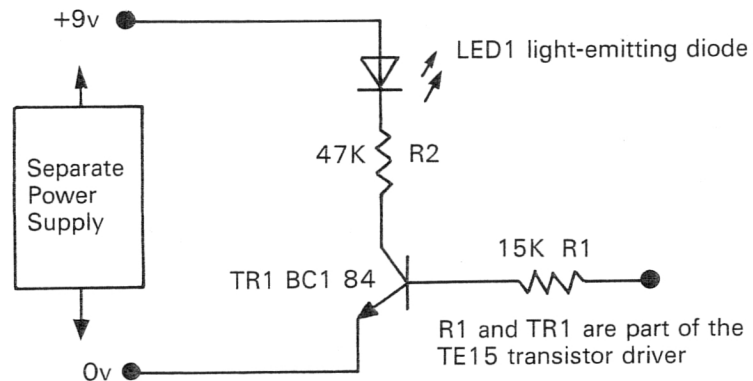 +9v
LED1 light-emitting diode
47K R2
Separate
Power
Supply
15K R1
TR1 BC1 84
R1 and TR1 are part of the
TE15 transistor driver
0v